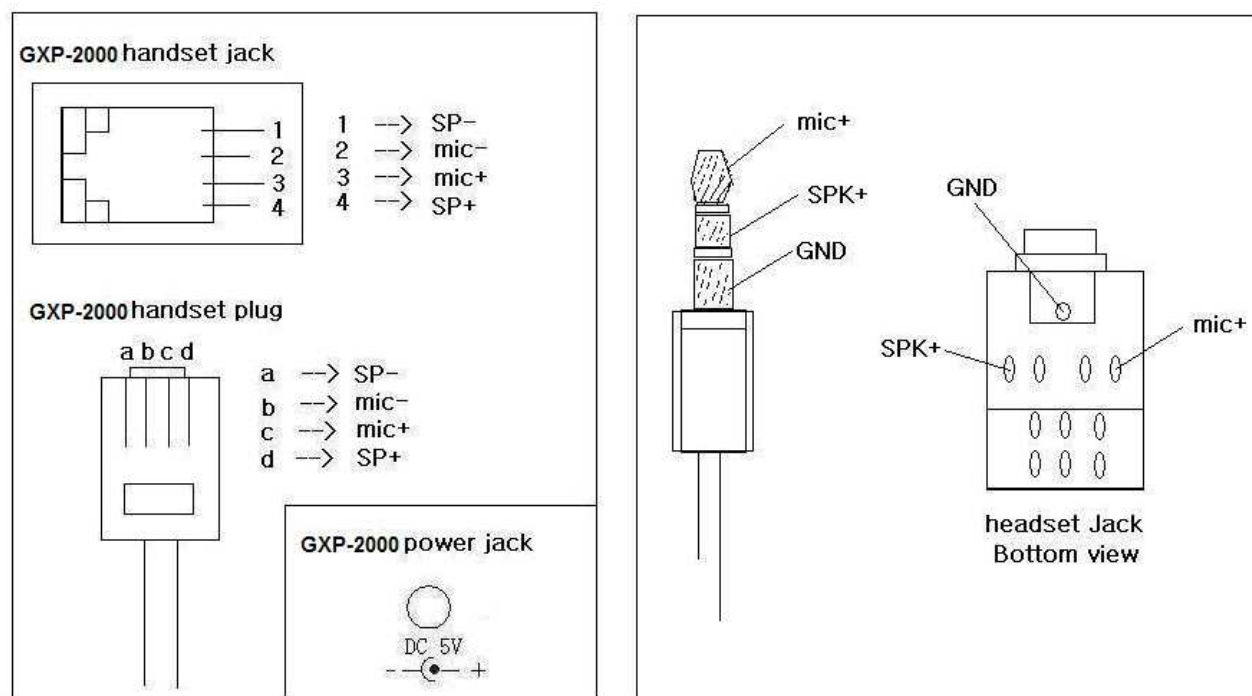 GXP-2000 handset jack
1
2
3
4
1 --> SP-
2 --> mic-
3 --> mic+
4 --> SP+
GXP-2000 handset plug
a b c d
a --> SP-
b --> mic-
c --> mic+
d --> SP+
GXP-2000 power jack
DC 5V
- +
mic+
SPK+
GND
GND
SPK+
mic+
headset Jack
Bottom view